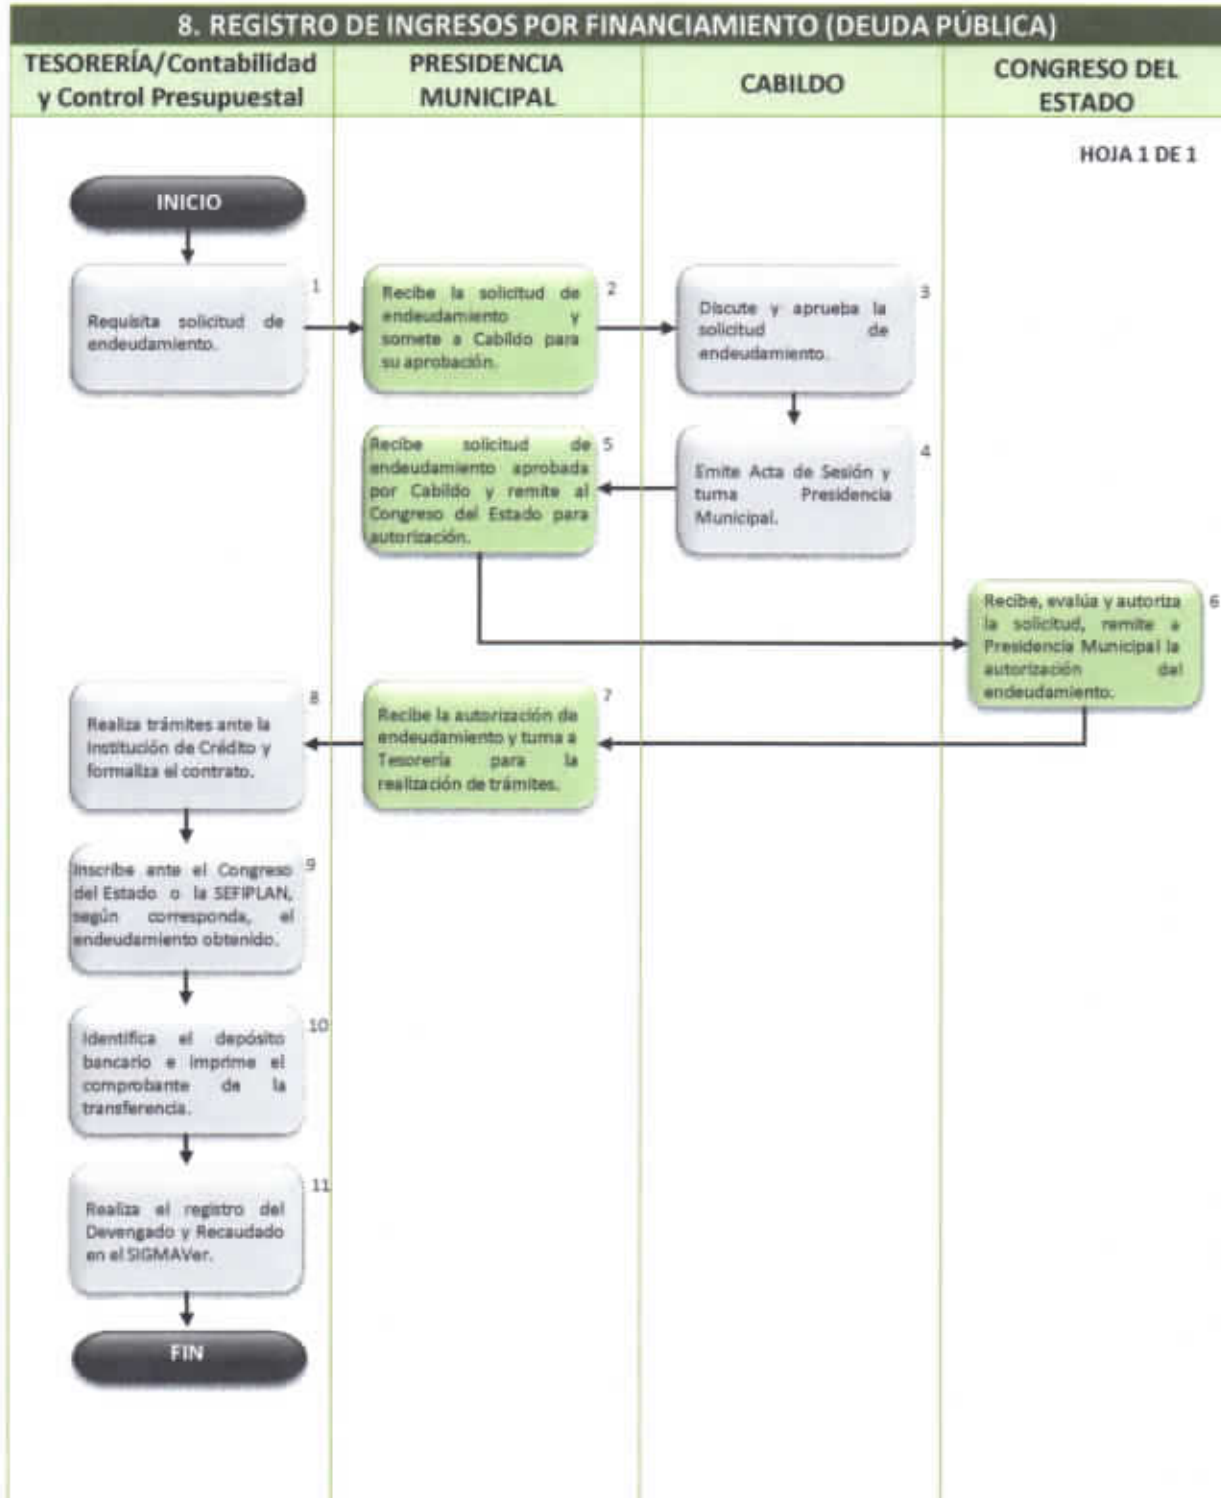 8. REGISTRO DE INGRESOS POR FINANCIAMIENTO (DEUDA PÚBLICA)
TESORERÍA/Contabilidad
y Control Presupuestal
PRESIDENCIA
MUNICIPAL
CABILDO
CONGRESO DEL
ESTADO
HOJA 1 DE 1
INICIO
1
Requisita solicitud de
endeudamiento.
2
Recibe la solicitud de
endeudamiento y
somete a Cabildo para
su aprobación.
3
Discute y aprueba la
solicitud de
endeudamiento.
4
Emite Acta de Sesión y
turna Presidencia
Municipal.
5
Recibe solicitud de
endeudamiento aprobada
por Cabildo y remite al
Congreso del Estado para
autorización.
6
Recibe, evalúa y autoriza
la solicitud, remite a
Presidencia Municipal la
autorización del
endeudamiento.
7
Recibe la autorización de
endeudamiento y turna a
Tesorería para la
realización de trámites.
8
Realiza trámites ante la
Institución de Crédito y
formaliza el contrato.
9
Inscribe ante el Congreso
del Estado o la SEFIPLAN,
según corresponda, el
endeudamiento obtenido.
10
Identifica el depósito
bancario e imprime el
comprobante de la
transferencia.
11
Realiza el registro del
Devengado y Recaudado
en el SIGMAVer.
FIN